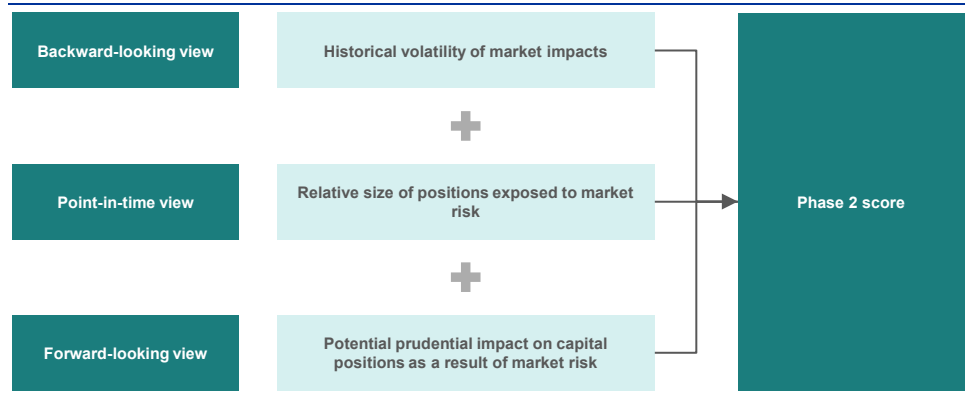 Backward-looking view
Historical volatility of market impacts
Point-in-time view
Relative size of positions exposed to market
risk
Phase 2 score
Forward-looking view
Potential prudential impact on capital
positions as a result of market risk